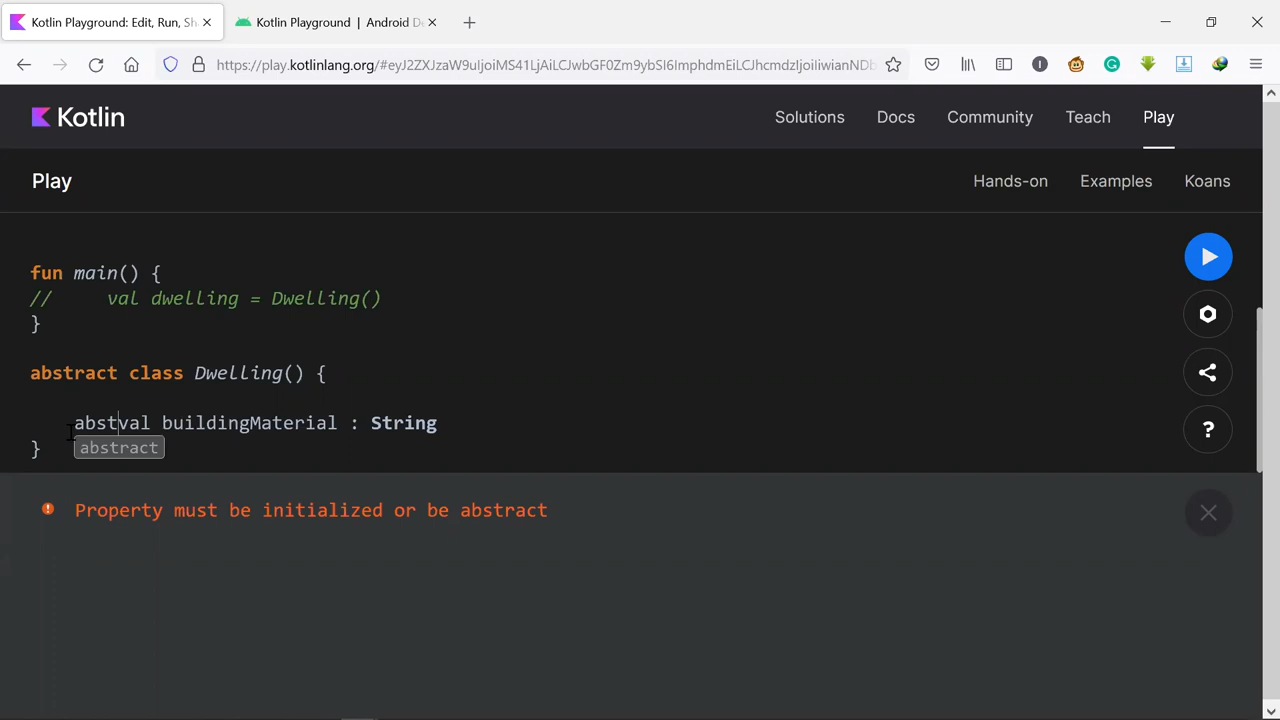 Kotlin Playground: Edit, Run, Sh
Kotlin Playground | Android De
https://play.kotlinlang.org/#eyJ2ZXJzaW9uIjoiMS41LjAiLCJwbGF0Zm9ybSI6ImphdmEiLCJhcmdzIjoiIiwianNDb
Kotlin
Solutions
Docs
Community
Teach
Play
Play
Hands-on
Examples
Koans
fun main() {
// val dwelling = Dwelling()
}
abstract class Dwelling() {
abstval buildingMaterial : String
}
abstract
Property must be initialized or be abstract